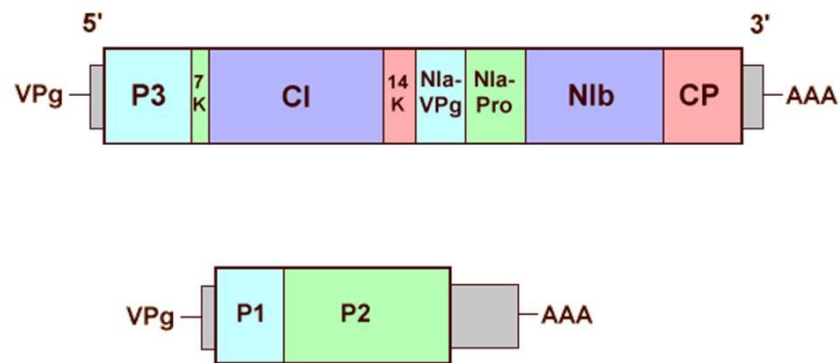 5' 3'
VPg P3 7 K CI 14 K NIa-VPg NIa-Pro NIb CP AAA
VPg P1 P2 AAA